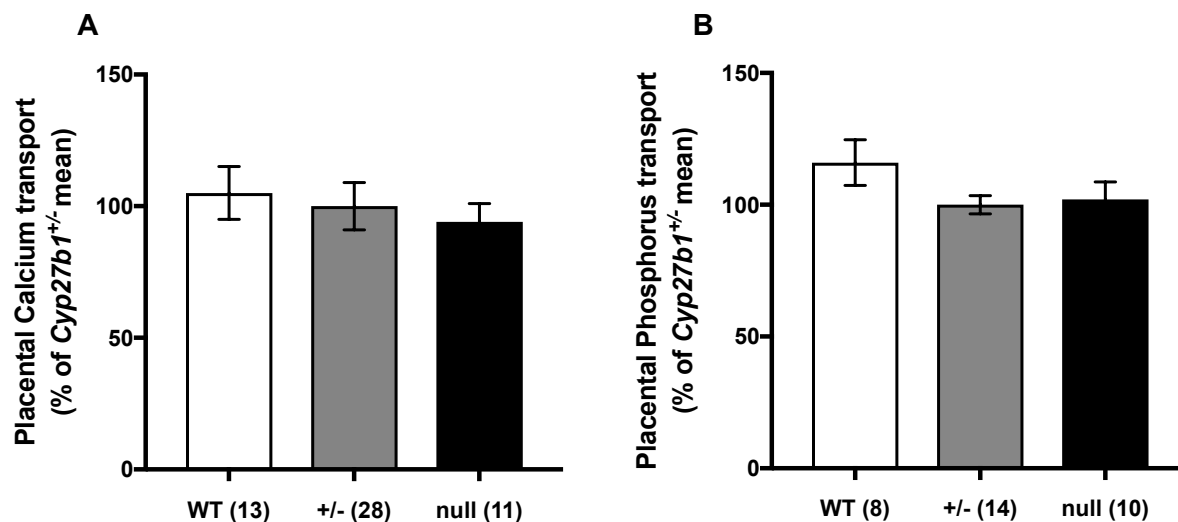 A
Placental Calcium transport
(% of Cyp27b1+/- mean)
150
100
50
0
WT (13) +/- (28) null (11)
B
Placental Phosphorus transport
(% of Cyp27b1+/- mean)
150
100
50
0
WT (8) +/- (14) null (10)